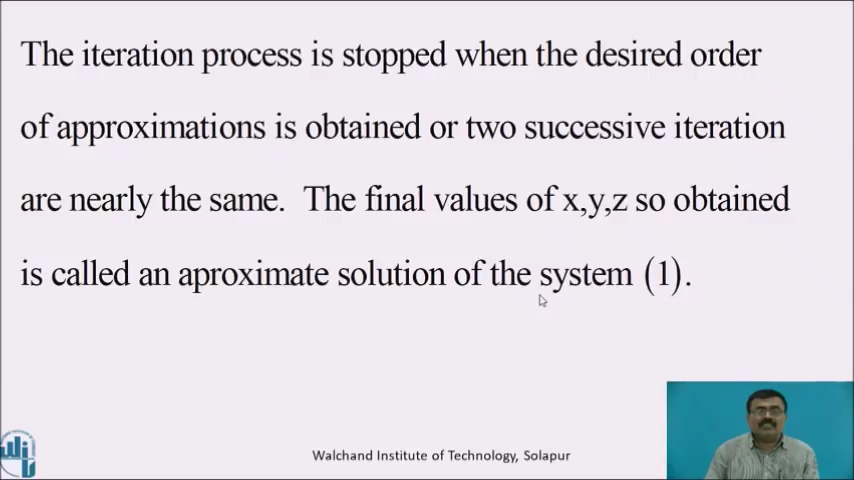 The iteration process is stopped when the desired order
of approximations is obtained or two successive iteration
are nearly the same. The final values of x,y,z so obtained
is called an aproximate solution of the system (1).
Walchand Institute of Technology, Solapur